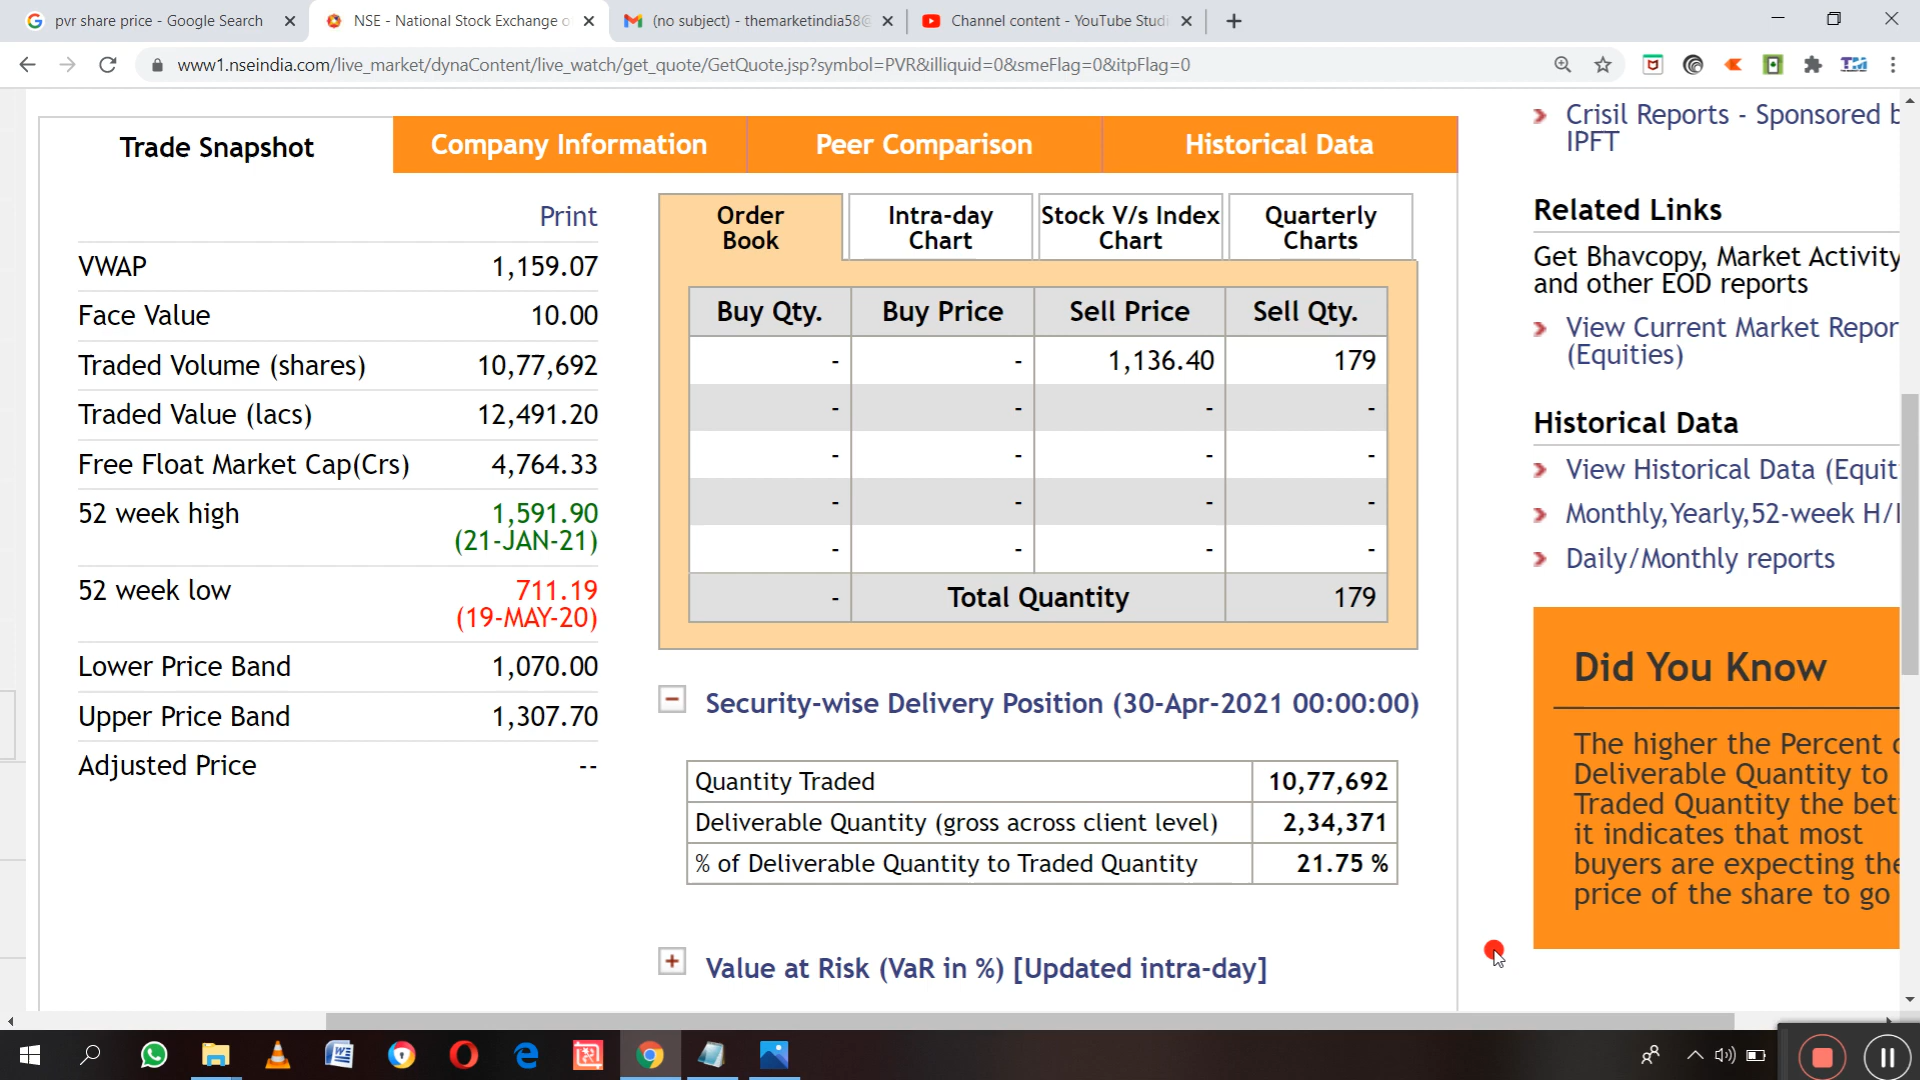 pvr share price - Google Search
NSE - National Stock Exchange o
(no subject) - themarketindia58@
Channel content - YouTube Studi
www1.nseindia.com/live_market/dynaContent/live_watch/get_quote/GetQuote.jsp?symbol=PVR&illiquid=0&smeFlag=0&itpFlag=0
Trade Snapshot
Company Information
Peer Comparison
Historical Data
Print
VWAP 1,159.07
Face Value 10.00
Traded Volume (shares) 10,77,692
Traded Value (lacs) 12,491.20
Free Float Market Cap(Crs) 4,764.33
52 week high 1,591.90
(21-JAN-21)
52 week low 711.19
(19-MAY-20)
Lower Price Band 1,070.00
Upper Price Band 1,307.70
Adjusted Price --
Order
Book
Intra-day
Chart
Stock V/s Index
Chart
Quarterly
Charts
Buy Qty. Buy Price Sell Price Sell Qty.
- - 1,136.40 179
- - - -
- - - -
- - - -
- - - -
- Total Quantity 179
Security-wise Delivery Position (30-Apr-2021 00:00:00)
Quantity Traded 10,77,692
Deliverable Quantity (gross across client level) 2,34,371
% of Deliverable Quantity to Traded Quantity 21.75 %
Value at Risk (VaR in %) [Updated intra-day]
Crisil Reports - Sponsored b
IPFT
Related Links
Get Bhavcopy, Market Activity
and other EOD reports
View Current Market Repor
(Equities)
Historical Data
View Historical Data (Equit
Monthly,Yearly,52-week H/
Daily/Monthly reports
Did You Know
The higher the Percent
Deliverable Quantity to
Traded Quantity the bet
it indicates that most
buyers are expecting the
price of the share to go